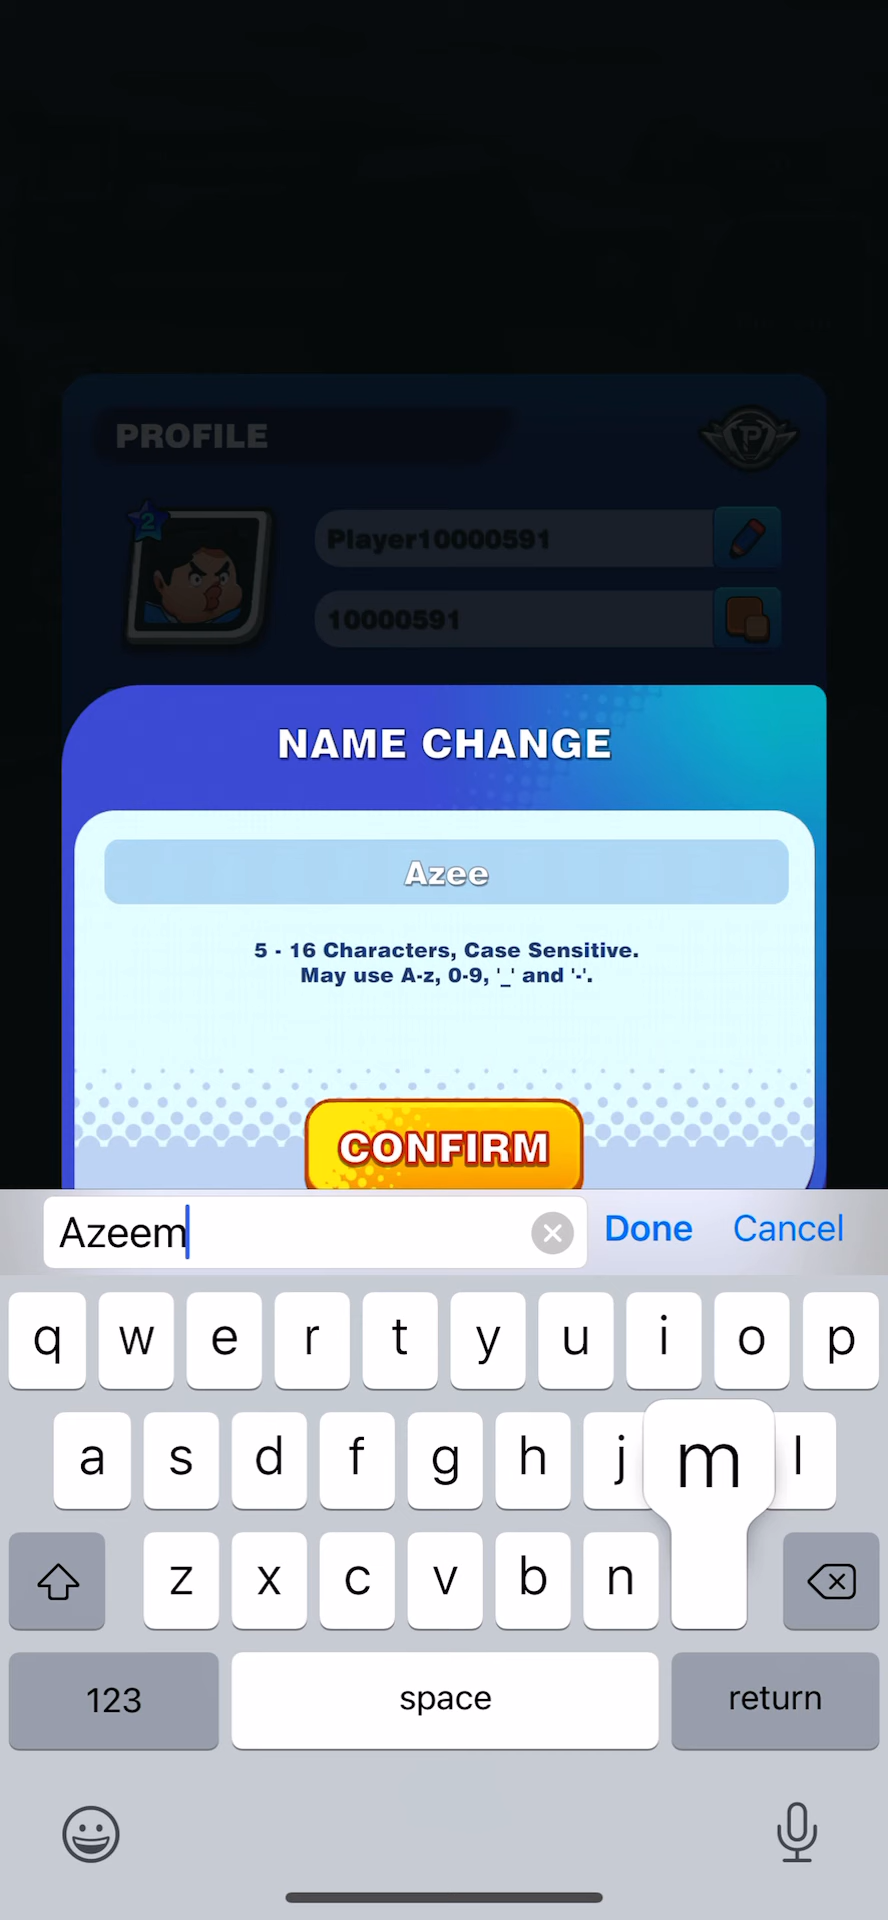 PROFILE
P
2
Player10000591
10000591
NAME CHANGE
Azee
5 - 16 Characters, Case Sensitive.
May use A-z, 0-9, '_' and '-'.
CONFIRM
Azeem
Done
Cancel
q w e r t y u i o p
a s d f g h j m l
z x c v b n
123
space
return